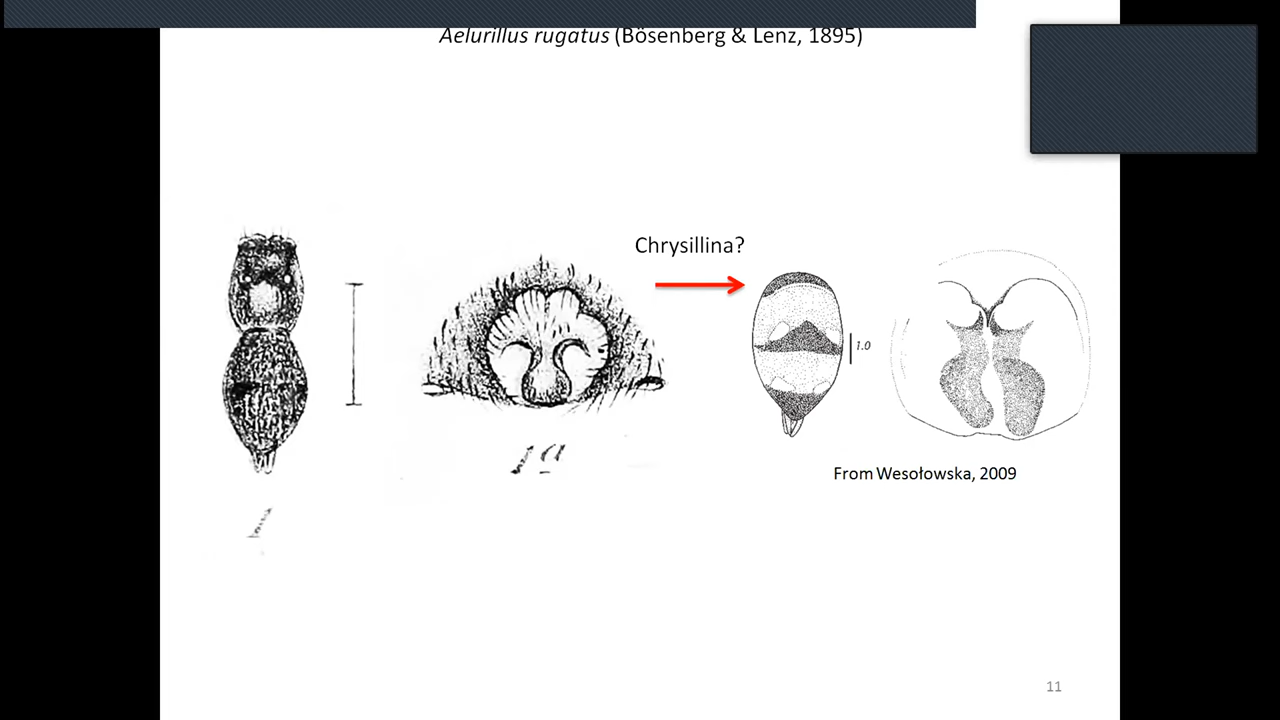 Aelurillus rugatus (Bösenberg & Lenz, 1895)
Chrysillina?
1.0
1a
From Wesołowska, 2009
1
11